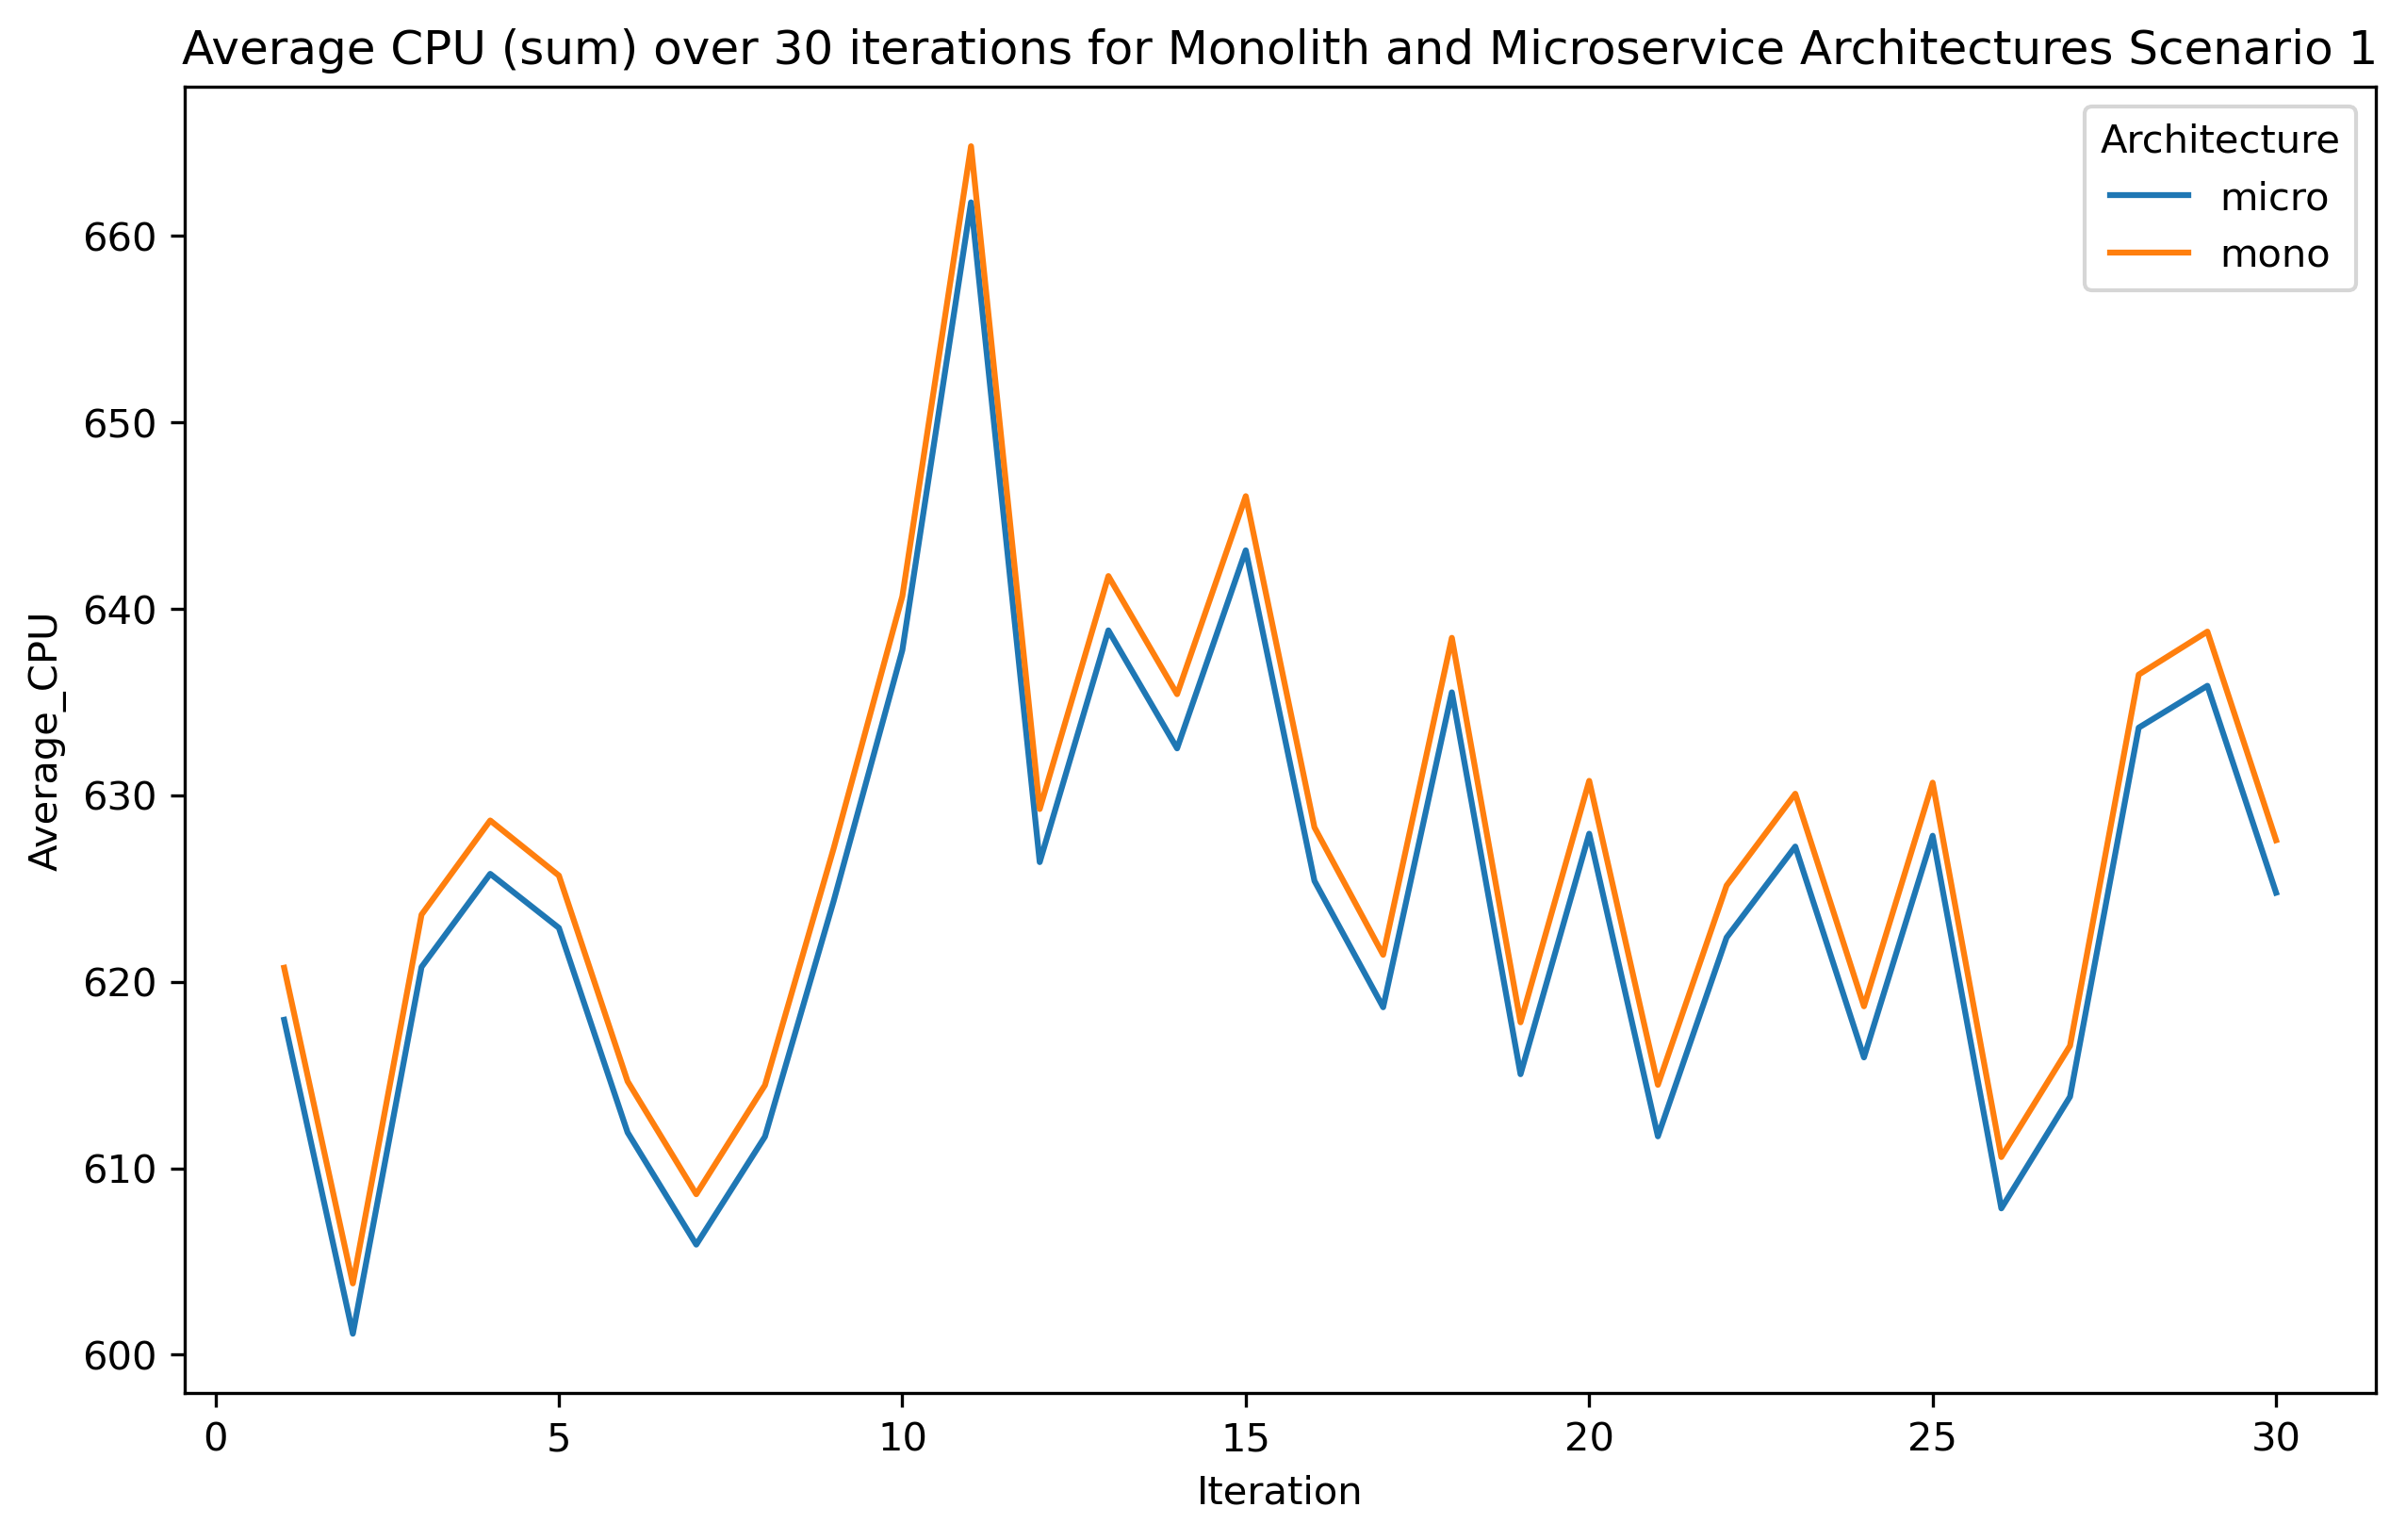 Average CPU (sum) over 30 iterations for Monolith and Microservice Architectures Scenario 1
Architecture
micro
mono
660
650
640
630
620
610
600
Average_CPU
0 5 10 15 20 25 30
Iteration